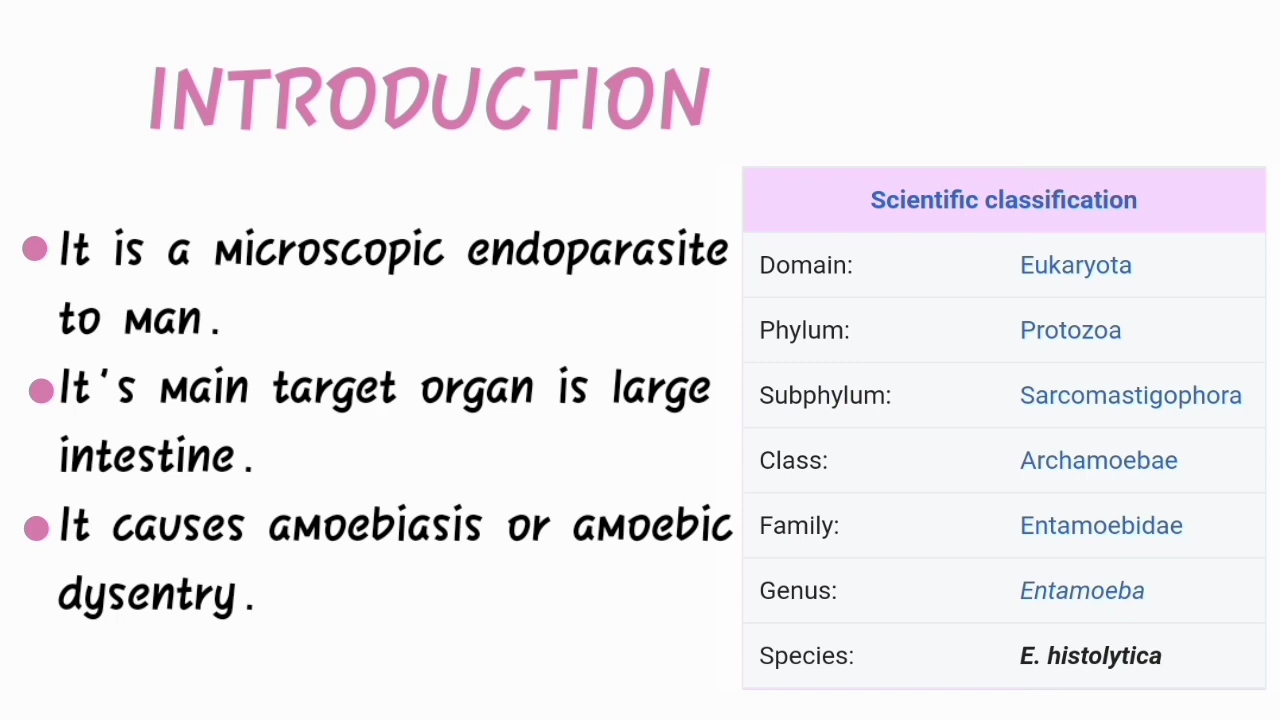 INTRODUCTION
It is a microscopic endoparasite
to man.
It's main target organ is large
intestine.
It causes amoebiasis or amoebic
dysentry.
Scientific classification
Domain: Eukaryota
Phylum: Protozoa
Subphylum: Sarcomastigophora
Class: Archamoebae
Family: Entamoebidae
Genus: Entamoeba
Species: E. histolytica